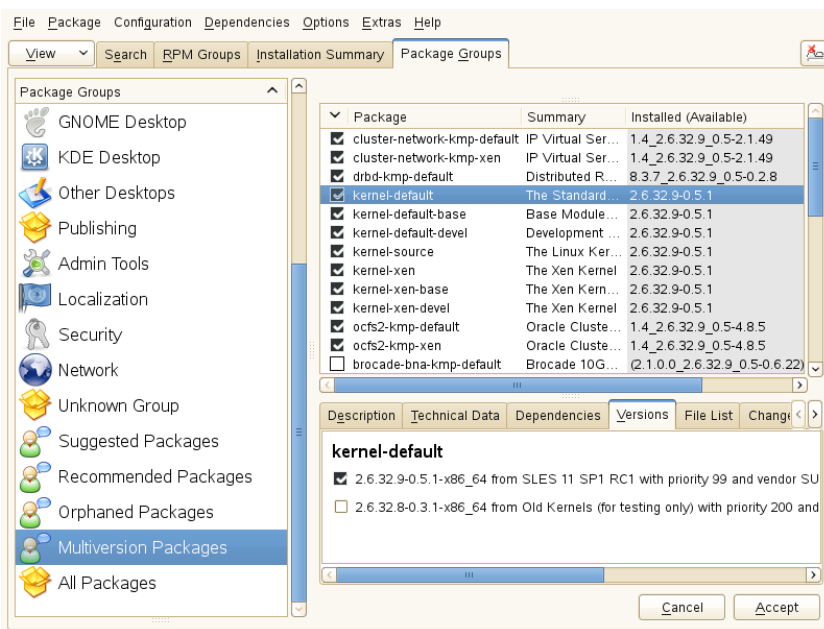 File Package Configuration Dependencies Options Extras Help
View Search RPM Groups Installation Summary Package Groups
Package Groups
GNOME Desktop
KDE Desktop
Other Desktops
Publishing
Admin Tools
Localization
Security
Network
Unknown Group
Suggested Packages
Recommended Packages
Orphaned Packages
Multiversion Packages
All Packages
Package Summary Installed (Available)
cluster-network-kmp-default IP Virtual Ser... 1.4_2.6.32.9_0.5-2.1.49
cluster-network-kmp-xen IP Virtual Ser... 1.4_2.6.32.9_0.5-2.1.49
drbd-kmp-default Distributed R... 8.3.7_2.6.32.9_0.5-0.2.8
kernel-default The Standard... 2.6.32.9-0.5.1
kernel-default-base Base Module... 2.6.32.9-0.5.1
kernel-default-devel Development ... 2.6.32.9-0.5.1
kernel-source The Linux Ker... 2.6.32.9-0.5.1
kernel-xen The Xen Kernel 2.6.32.9-0.5.1
kernel-xen-base The Xen Kern... 2.6.32.9-0.5.1
kernel-xen-devel The Xen Kernel 2.6.32.9-0.5.1
ocfs2-kmp-default Oracle Cluste... 1.4_2.6.32.9_0.5-4.8.5
ocfs2-kmp-xen Oracle Cluste... 1.4_2.6.32.9_0.5-4.8.5
brocade-bna-kmp-default Brocade 10G... (2.1.0.0_2.6.32.9_0.5-0.6.22)
Description Technical Data Dependencies Versions File List Change
kernel-default
2.6.32.9-0.5.1-x86_64 from SLES 11 SP1 RC1 with priority 99 and vendor SU
2.6.32.8-0.3.1-x86_64 from Old Kernels (for testing only) with priority 200 and
Cancel Accept